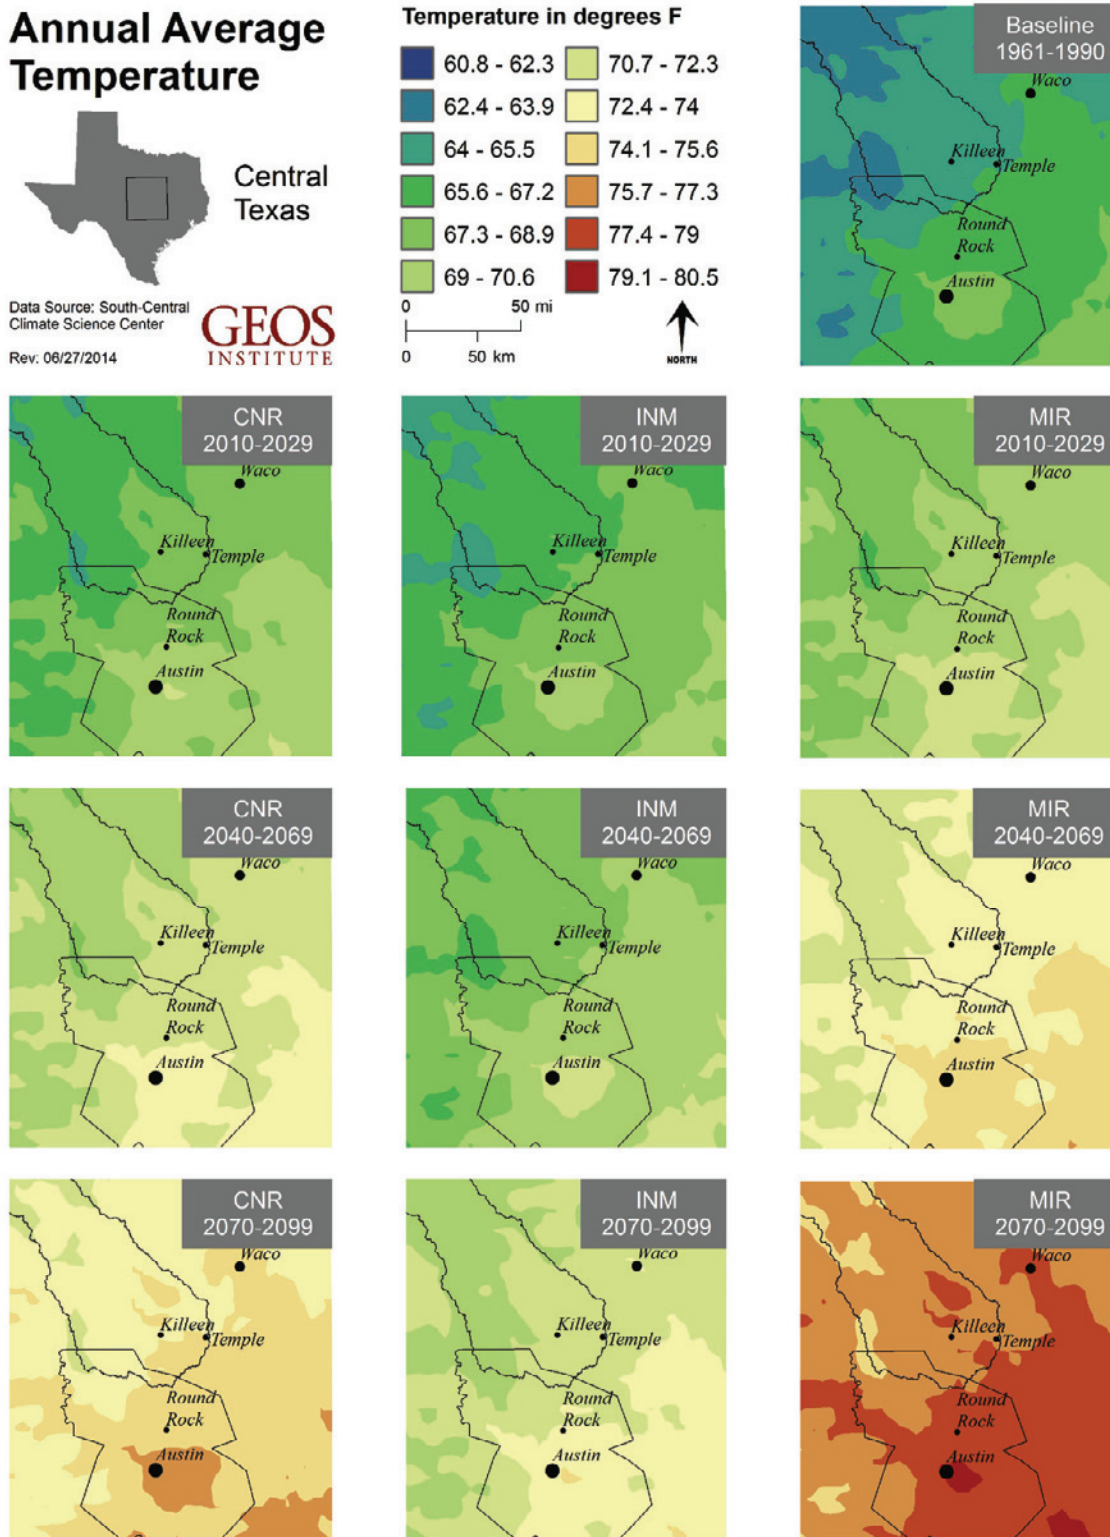 Annual Average
Temperature
Central
Texas
Data Source: South-Central
Climate Science Center
Rev: 06/27/2014
GEOS
INSTITUTE
Temperature in degrees F
60.8 - 62.3
62.4 - 63.9
64 - 65.5
65.6 - 67.2
67.3 - 68.9
69 - 70.6
70.7 - 72.3
72.4 - 74
74.1 - 75.6
75.7 - 77.3
77.4 - 79
79.1 - 80.5
0 50 mi
0 50 km
NORTH
Baseline
1961-1990
Waco
Killeen
Temple
Round
Rock
Austin
CNR
2010-2029
Waco
Killeen
Temple
Round
Rock
Austin
INM
2010-2029
Waco
Killeen
Temple
Round
Rock
Austin
MIR
2010-2029
Waco
Killeen
Temple
Round
Rock
Austin
CNR
2040-2069
Waco
Killeen
Temple
Round
Rock
Austin
INM
2040-2069
Waco
Killeen
Temple
Round
Rock
Austin
MIR
2040-2069
Waco
Killeen
Temple
Round
Rock
Austin
CNR
2070-2099
Waco
Killeen
Temple
Round
Rock
Austin
INM
2070-2099
Waco
Killeen
Temple
Round
Rock
Austin
MIR
2070-2099
Waco
Killeen
Temple
Round
Rock
Austin